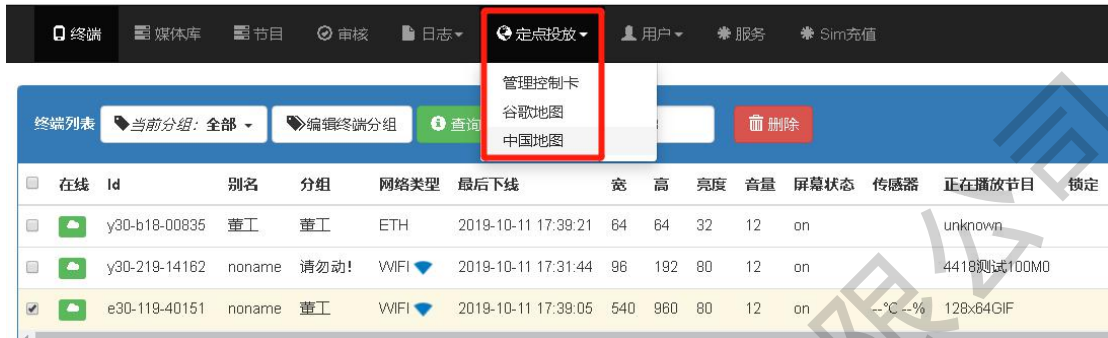 终端 媒体库 节目 审核 日志 定点投放 用户 服务 Sim充值
管理控制卡
谷歌地图
中国地图
终端列表 当前分组: 全部 编辑终端分组 查询 删除
在线 Id 别名 分组 网络类型 最后下线 宽 高 亮度 音量 屏幕状态 传感器 正在播放节目 锁定
y30-b18-00835 董工 董工 ETH 2019-10-11 17:39:21 64 64 32 12 on unknown
y30-219-14162 noname 请勿动! WIFI 2019-10-11 17:31:44 96 192 80 12 on 4418测试100M0
e30-119-40151 noname 董工 WIFI 2019-10-11 17:39:05 540 960 80 12 on --°C --% 128x64GIF
限公司